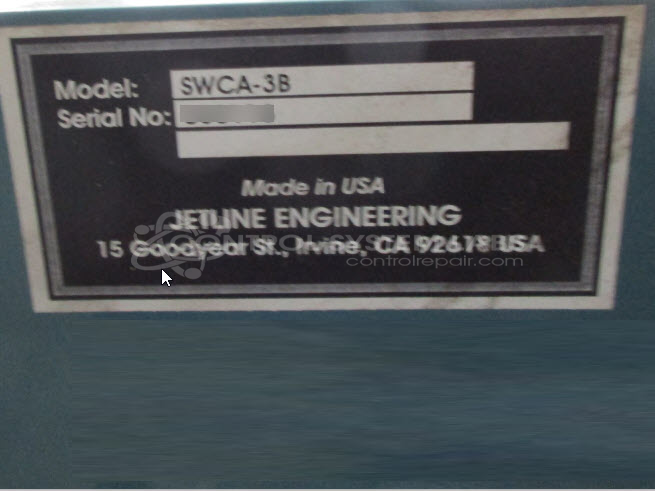 Model: SWCA-3B
Serial No:
Made in USA
JETLINE ENGINEERING
15 Goodyear St., Irvine, CA 92618 USA
controlrepair.com